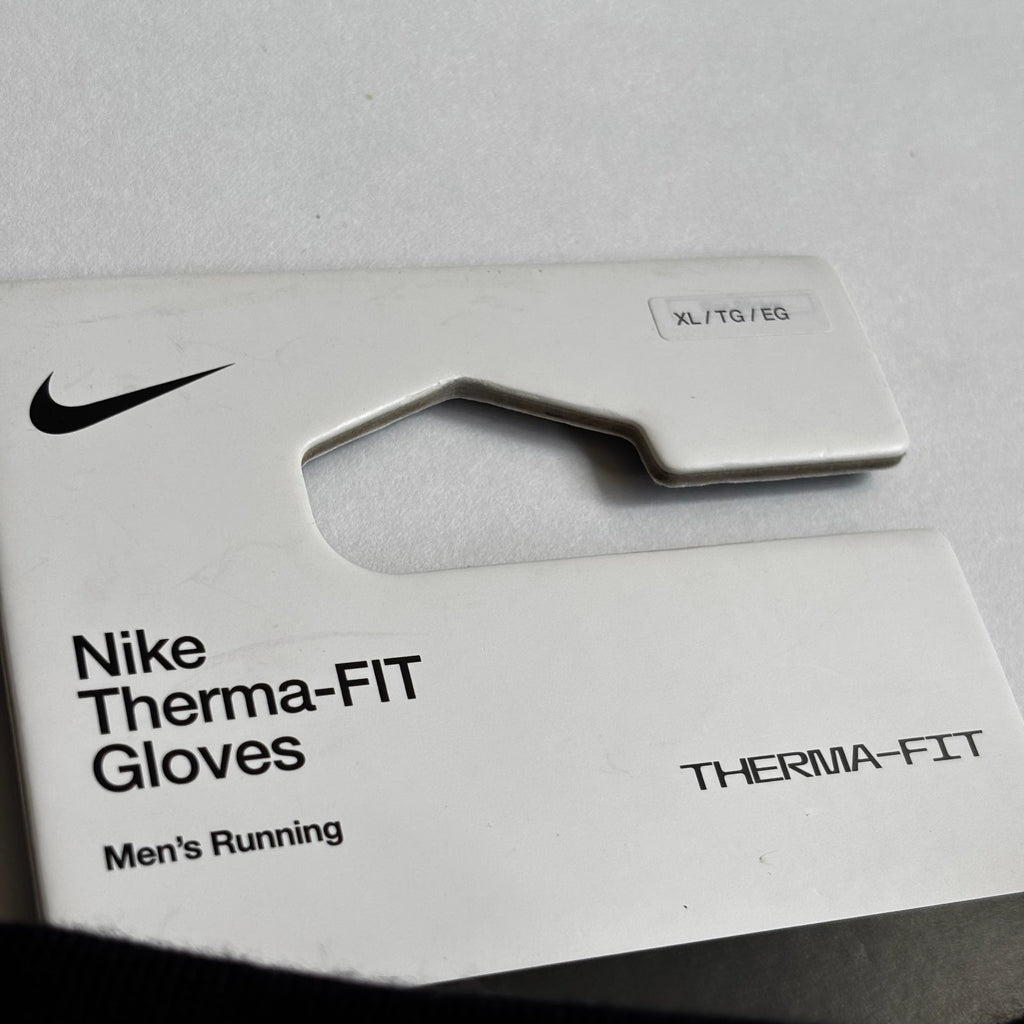 XL / TG / EG
Nike
Therma-FIT
Gloves
THERMA-FIT
Men's Running